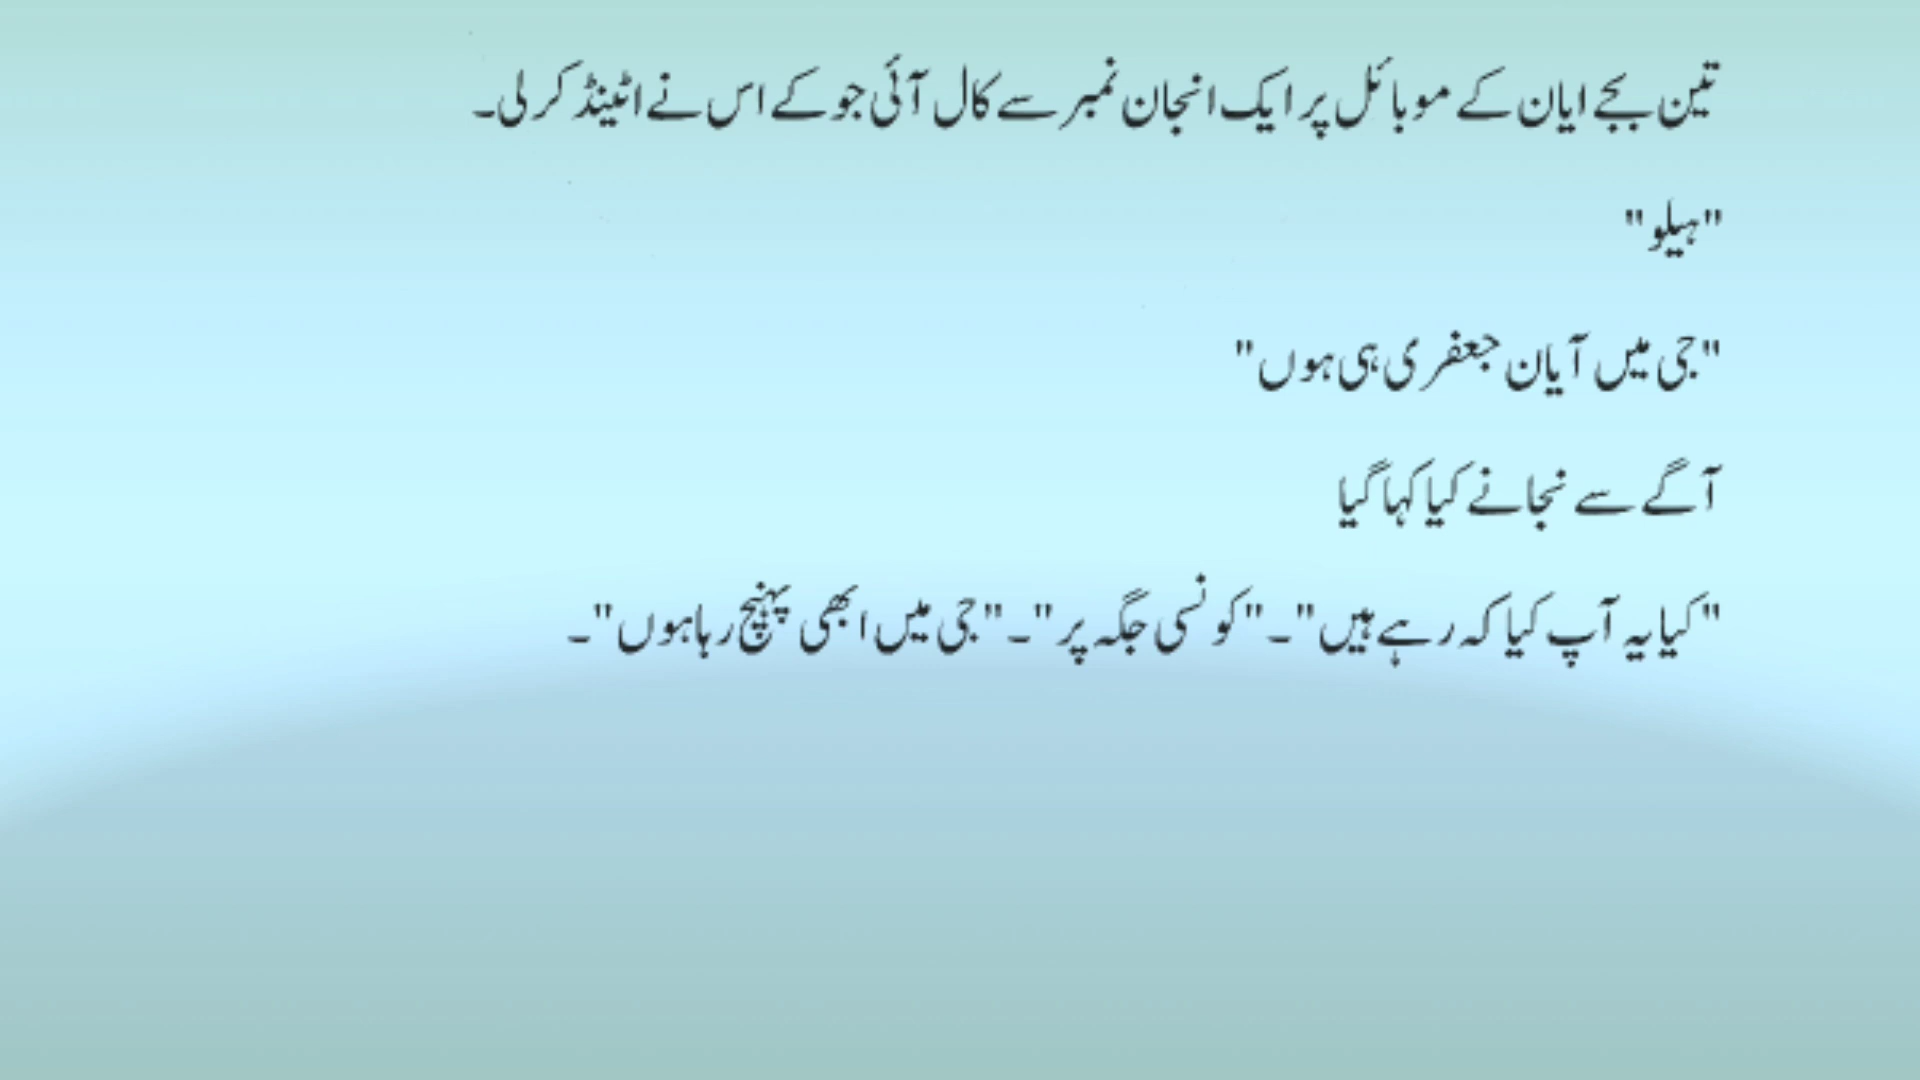 تین بجے ایان کے موبائل پر ایک انجان نمبر سے کال آئی جو کے اس نے اٹینڈ کر لی۔
"ہیلو"
"جی میں آیان جعفری ہی ہوں"
آگے سے نجانے کیا کہا گیا
"کیا یہ آپ کیا کہ رہے ہیں"۔"کونسی جگہ پر"۔"جی میں ابھی پہنچ رہا ہوں"۔